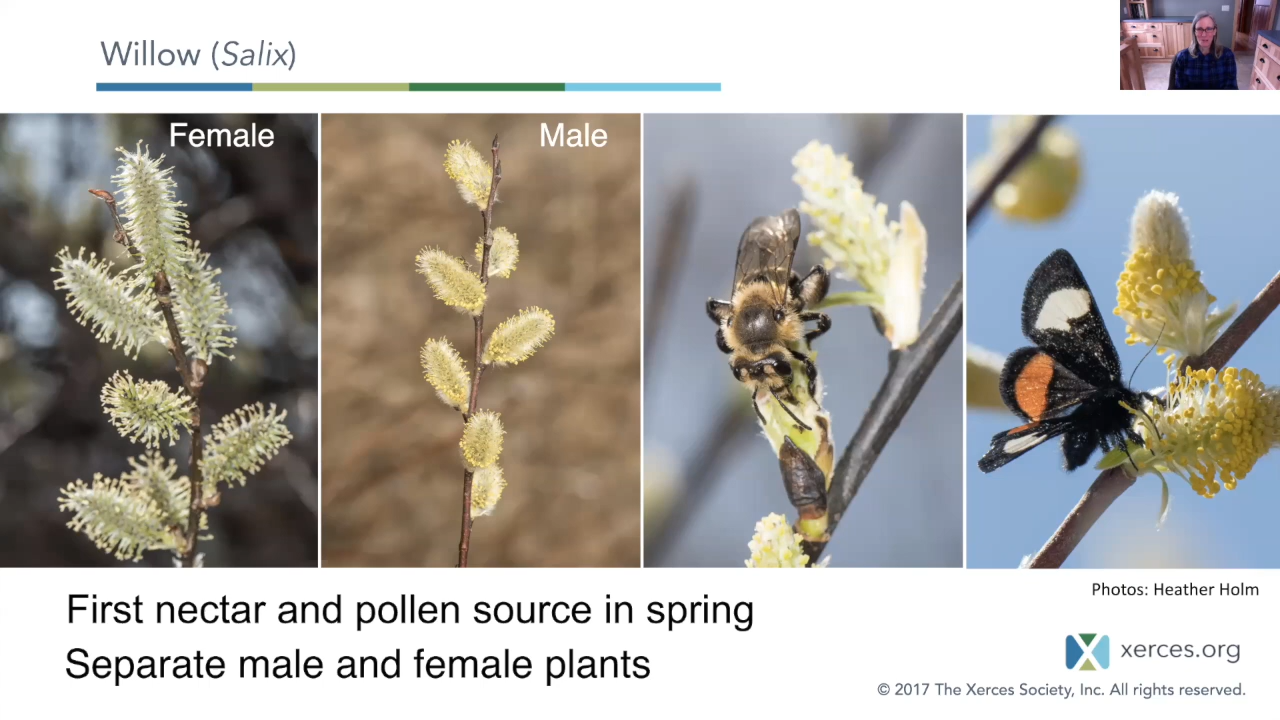 Willow (Salix)
Female
Male
First nectar and pollen source in spring
Separate male and female plants
Photos: Heather Holm
xerces.org
© 2017 The Xerces Society, Inc. All rights reserved.